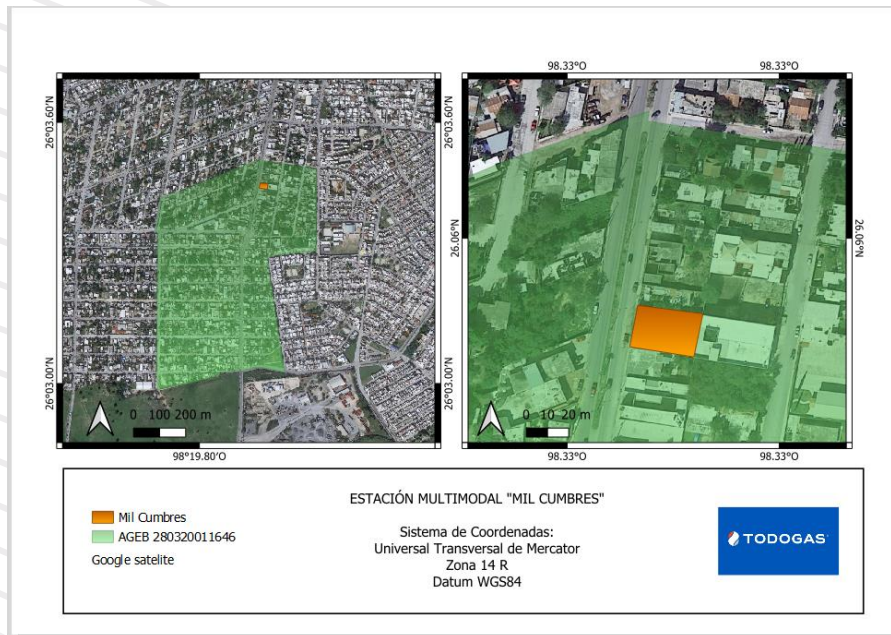 98.33°O 98.33°O
26°03.60'N 26°03.60'N
26.06°N 26.06°N
26°03.00'N 26°03.00'N
0 100 200 m
0 10 20 m
98°19.80'O
98.33°O 98.33°O
ESTACIÓN MULTIMODAL "MIL CUMBRES"
Mil Cumbres
AGEB 280320011646
Google satelite
Sistema de Coordenadas:
Universal Transversal de Mercator
Zona 14 R
Datum WGS84
TODOGAS